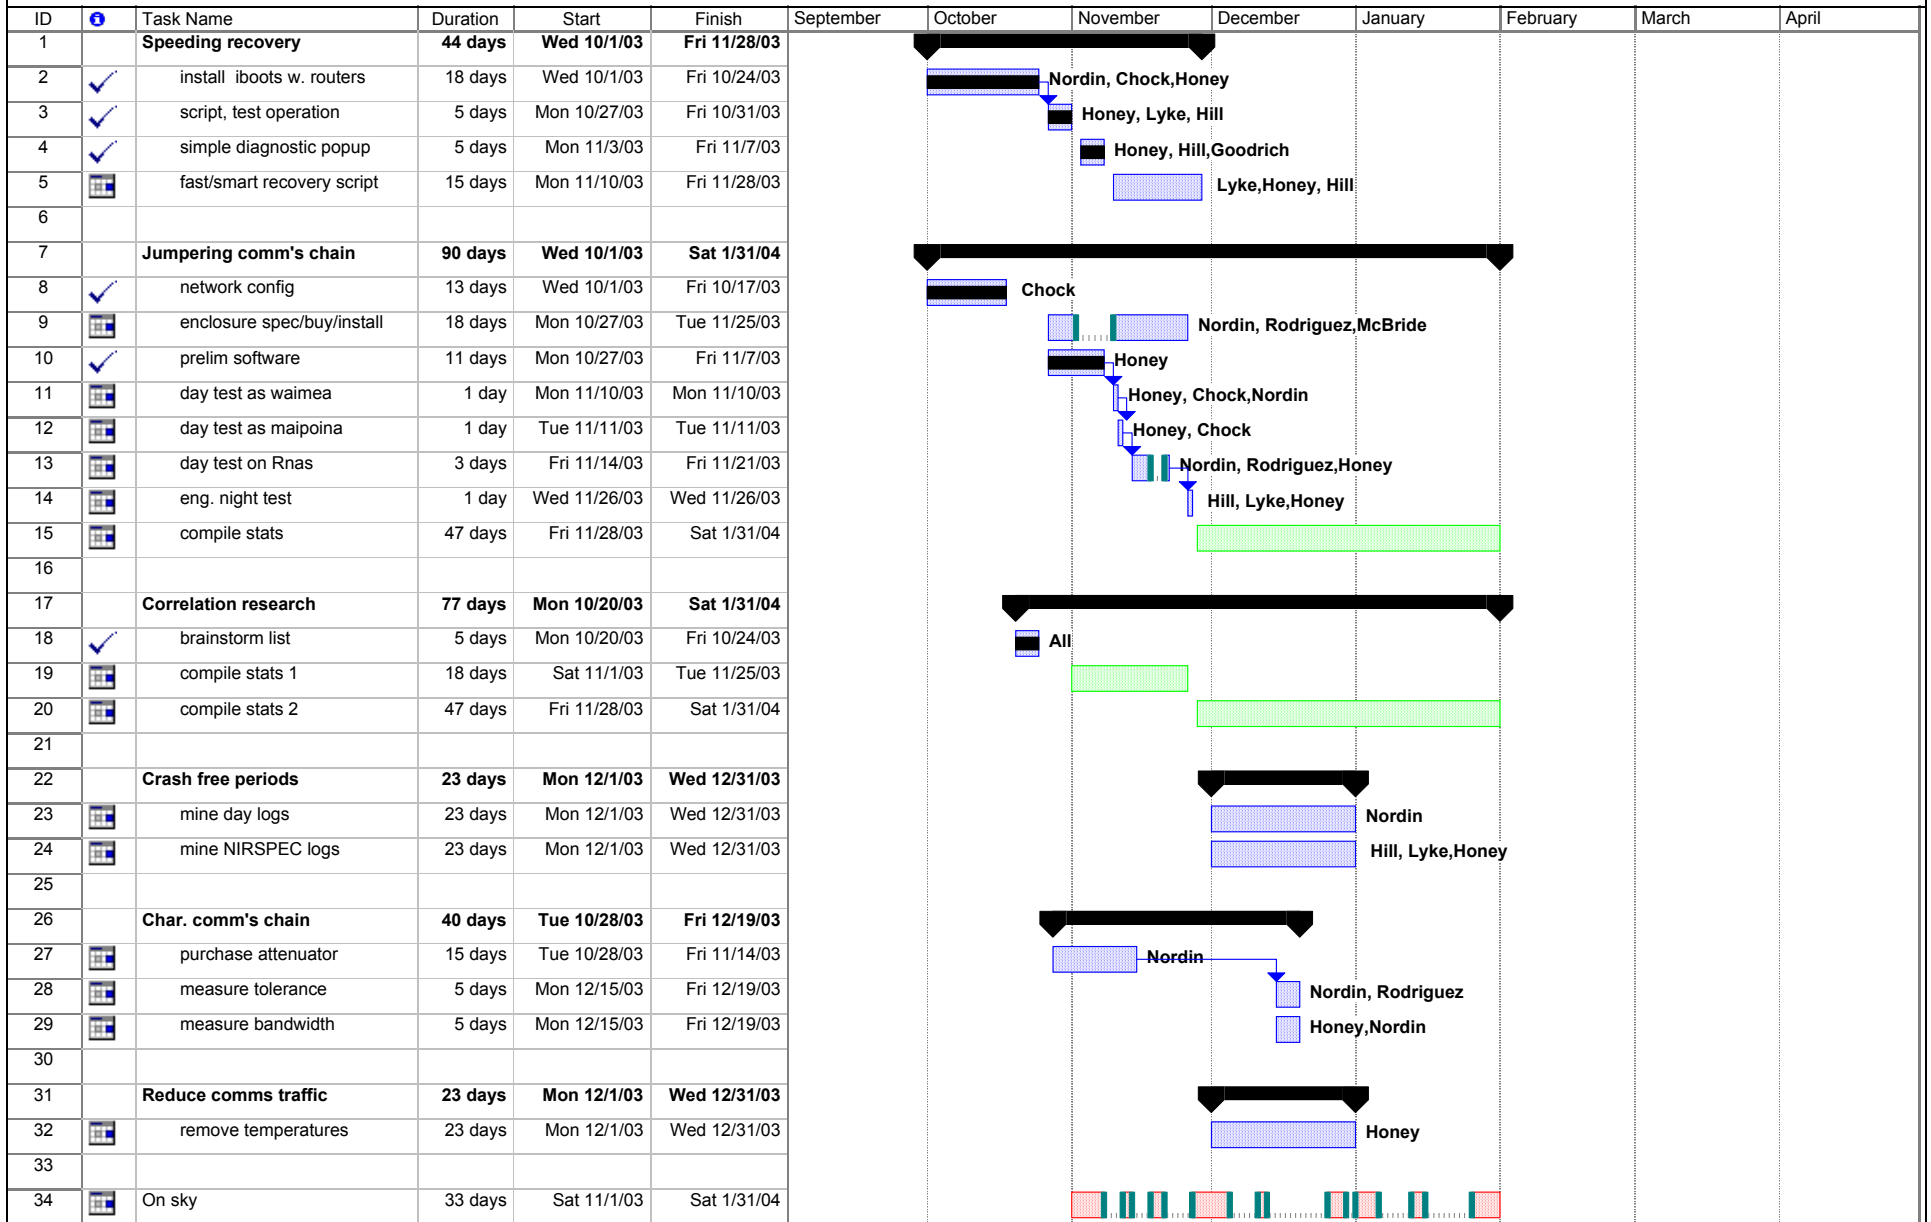 ID Task Name Duration Start Finish September October November December January February March April
1 Speeding recovery 44 days Wed 10/1/03 Fri 11/28/03
2 install iboots w. routers 18 days Wed 10/1/03 Fri 10/24/03 Nordin, Chock,Honey
3 script, test operation 5 days Mon 10/27/03 Fri 10/31/03 Honey, Lyke, Hill
4 simple diagnostic popup 5 days Mon 11/3/03 Fri 11/7/03 Honey, Hill,Goodrich
5 fast/smart recovery script 15 days Mon 11/10/03 Fri 11/28/03 Lyke,Honey, Hill
6
7 Jumpering comm's chain 90 days Wed 10/1/03 Sat 1/31/04
8 network config 13 days Wed 10/1/03 Fri 10/17/03 Chock
9 enclosure spec/buy/install 18 days Mon 10/27/03 Tue 11/25/03 Nordin, Rodriguez,McBride
10 prelim software 11 days Mon 10/27/03 Fri 11/7/03 Honey
11 day test as waimea 1 day Mon 11/10/03 Mon 11/10/03 Honey, Chock,Nordin
12 day test as maipoina 1 day Tue 11/11/03 Tue 11/11/03 Honey, Chock
13 day test on Rnas 3 days Fri 11/14/03 Fri 11/21/03 Nordin, Rodriguez,Honey
14 eng. night test 1 day Wed 11/26/03 Wed 11/26/03 Hill, Lyke,Honey
15 compile stats 47 days Fri 11/28/03 Sat 1/31/04
16
17 Correlation research 77 days Mon 10/20/03 Sat 1/31/04
18 brainstorm list 5 days Mon 10/20/03 Fri 10/24/03 All
19 compile stats 1 18 days Sat 11/1/03 Tue 11/25/03
20 compile stats 2 47 days Fri 11/28/03 Sat 1/31/04
21
22 Crash free periods 23 days Mon 12/1/03 Wed 12/31/03
23 mine day logs 23 days Mon 12/1/03 Wed 12/31/03 Nordin
24 mine NIRSPEC logs 23 days Mon 12/1/03 Wed 12/31/03 Hill, Lyke,Honey
25
26 Char. comm's chain 40 days Tue 10/28/03 Fri 12/19/03
27 purchase attenuator 15 days Tue 10/28/03 Fri 11/14/03 Nordin
28 measure tolerance 5 days Mon 12/15/03 Fri 12/19/03 Nordin, Rodriguez
29 measure bandwidth 5 days Mon 12/15/03 Fri 12/19/03 Honey,Nordin
30
31 Reduce comms traffic 23 days Mon 12/1/03 Wed 12/31/03
32 remove temperatures 23 days Mon 12/1/03 Wed 12/31/03 Honey
33
34 On sky 33 days Sat 11/1/03 Sat 1/31/04